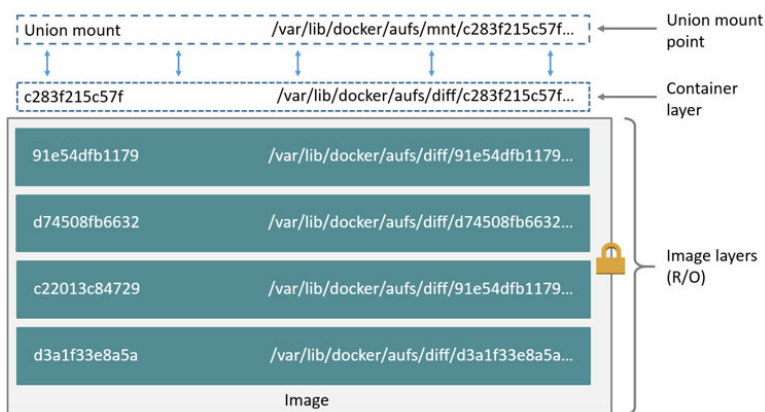 Union mount /var/lib/docker/aufs/mnt/c283f215c57f...
Union mount
point
c283f215c57f /var/lib/docker/aufs/diff/c283f215c57f...
Container
layer
91e54dfb1179 /var/lib/docker/aufs/diff/91e54dfb1179...
d74508fb6632 /var/lib/docker/aufs/diff/d74508fb6632...
c22013c84729 /var/lib/docker/aufs/diff/91e54dfb1179...
d3a1f33e8a5a /var/lib/docker/aufs/diff/d3a1f33e8a5a...
Image layers
(R/O)
Image